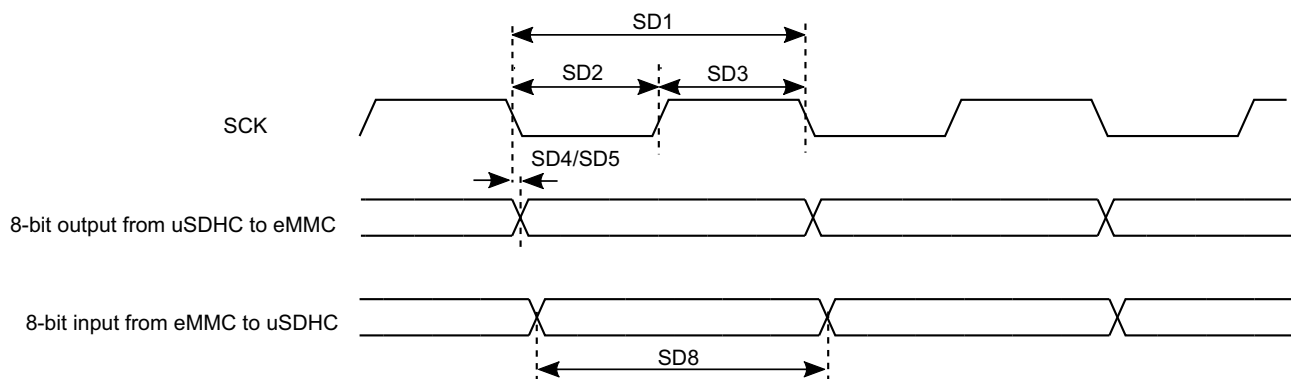 SD1
SD2
SD3
SCK
SD4/SD5
8-bit output from uSDHC to eMMC
8-bit input from eMMC to uSDHC
SD8